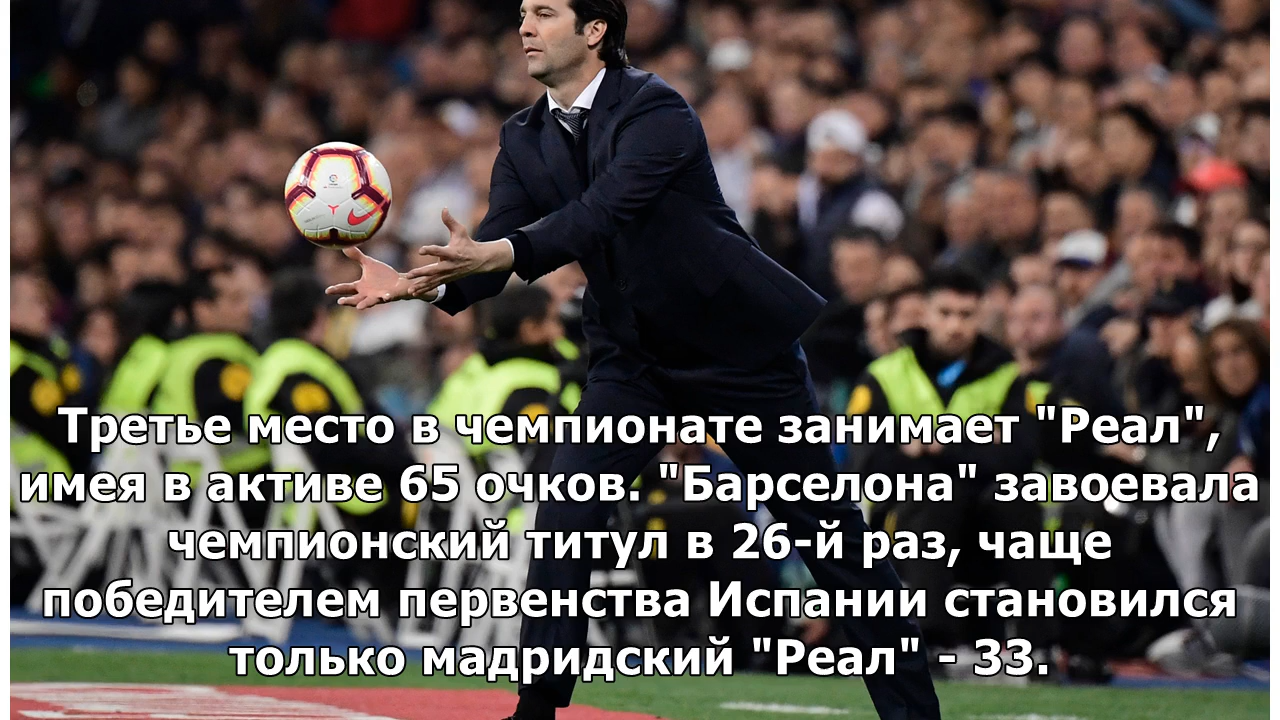 Третье место в чемпионате занимает "Реал",
имея в активе 65 очков. "Барселона" завоевала
чемпионский титул в 26-й раз, чаще
победителем первенства Испании становился
только мадридский "Реал" - 33.